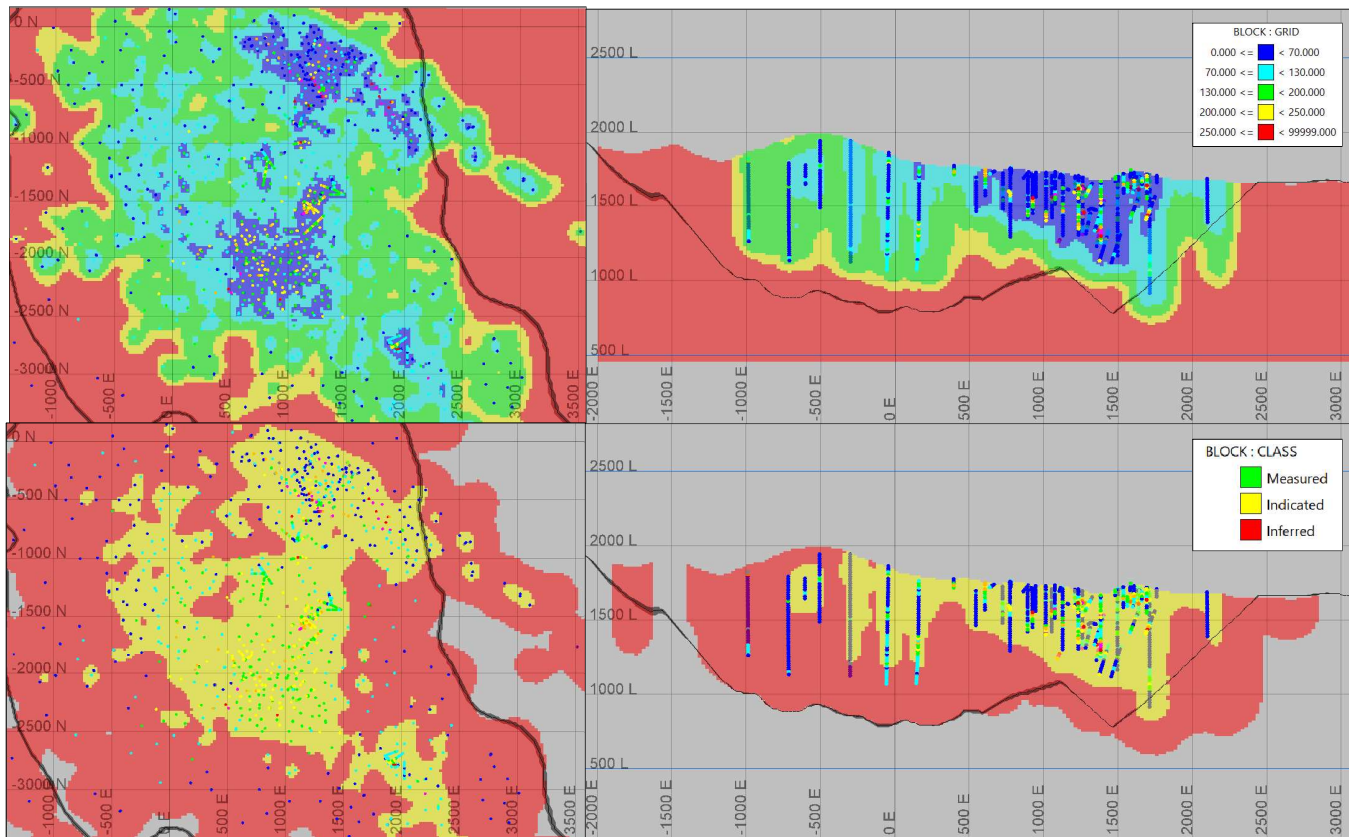 0 N
-500 N
-1000 N
-1500 N
-2000 N
-2500 N
-3000 N
-1000 E
-500 E
0 E
500 E
1000 E
1500 E
2000 E
2500 E
3000 E
3500 E
2500 L
2000 L
1500 L
1000 L
500 L
-2000 E
-1500 E
-1000 E
-500 E
0 E
500 E
1000 E
1500 E
2000 E
2500 E
3000 E
BLOCK : GRID
0.000 <= < 70.000
70.000 <= < 130.000
130.000 <= < 200.000
200.000 <= < 250.000
250.000 <= < 99999.000
0 N
-500 N
-1000 N
-1500 N
-2000 N
-2500 N
-3000 N
-1000 E
-500 E
0 E
500 E
1000 E
1500 E
2000 E
2500 E
3000 E
3500 E
2500 L
2000 L
1500 L
1000 L
500 L
-2000 E
-1500 E
-1000 E
-500 E
0 E
500 E
1000 E
1500 E
2000 E
2500 E
3000 E
BLOCK : CLASS
Measured
Indicated
Inferred